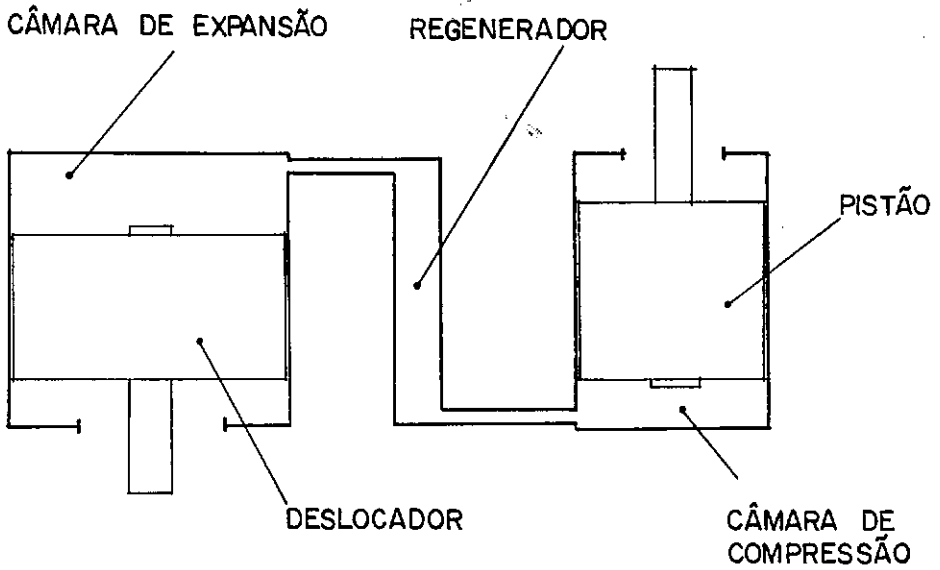 CÂMARA DE EXPANSÃO
REGENERADOR
PISTÃO
DESLOCADOR
CÂMARA DE
COMPRESSÃO